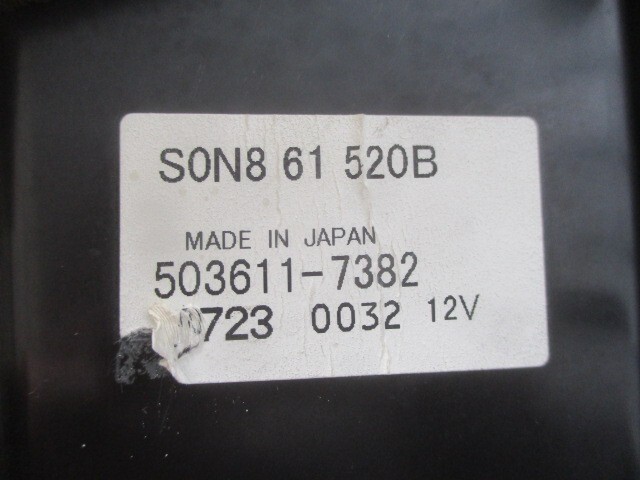 S0N8 61 520B
MADE IN JAPAN
503611-7382
723 0032 12V